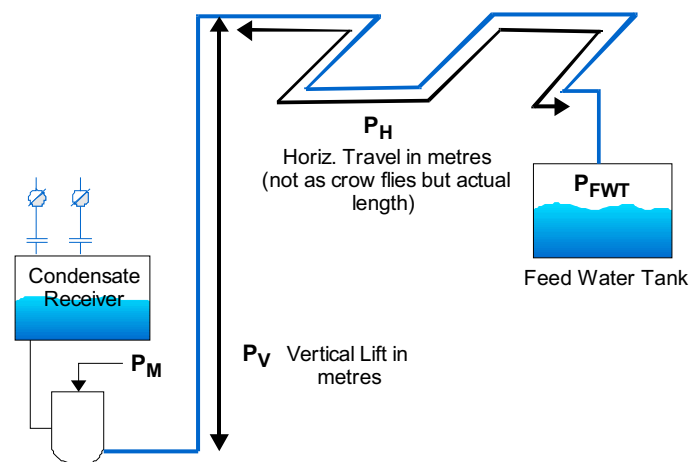 P_H
Horiz. Travel in metres
(not as crow flies but actual
length)
P_FWT
Feed Water Tank
Condensate
Receiver
P_M
P_V Vertical Lift in
metres